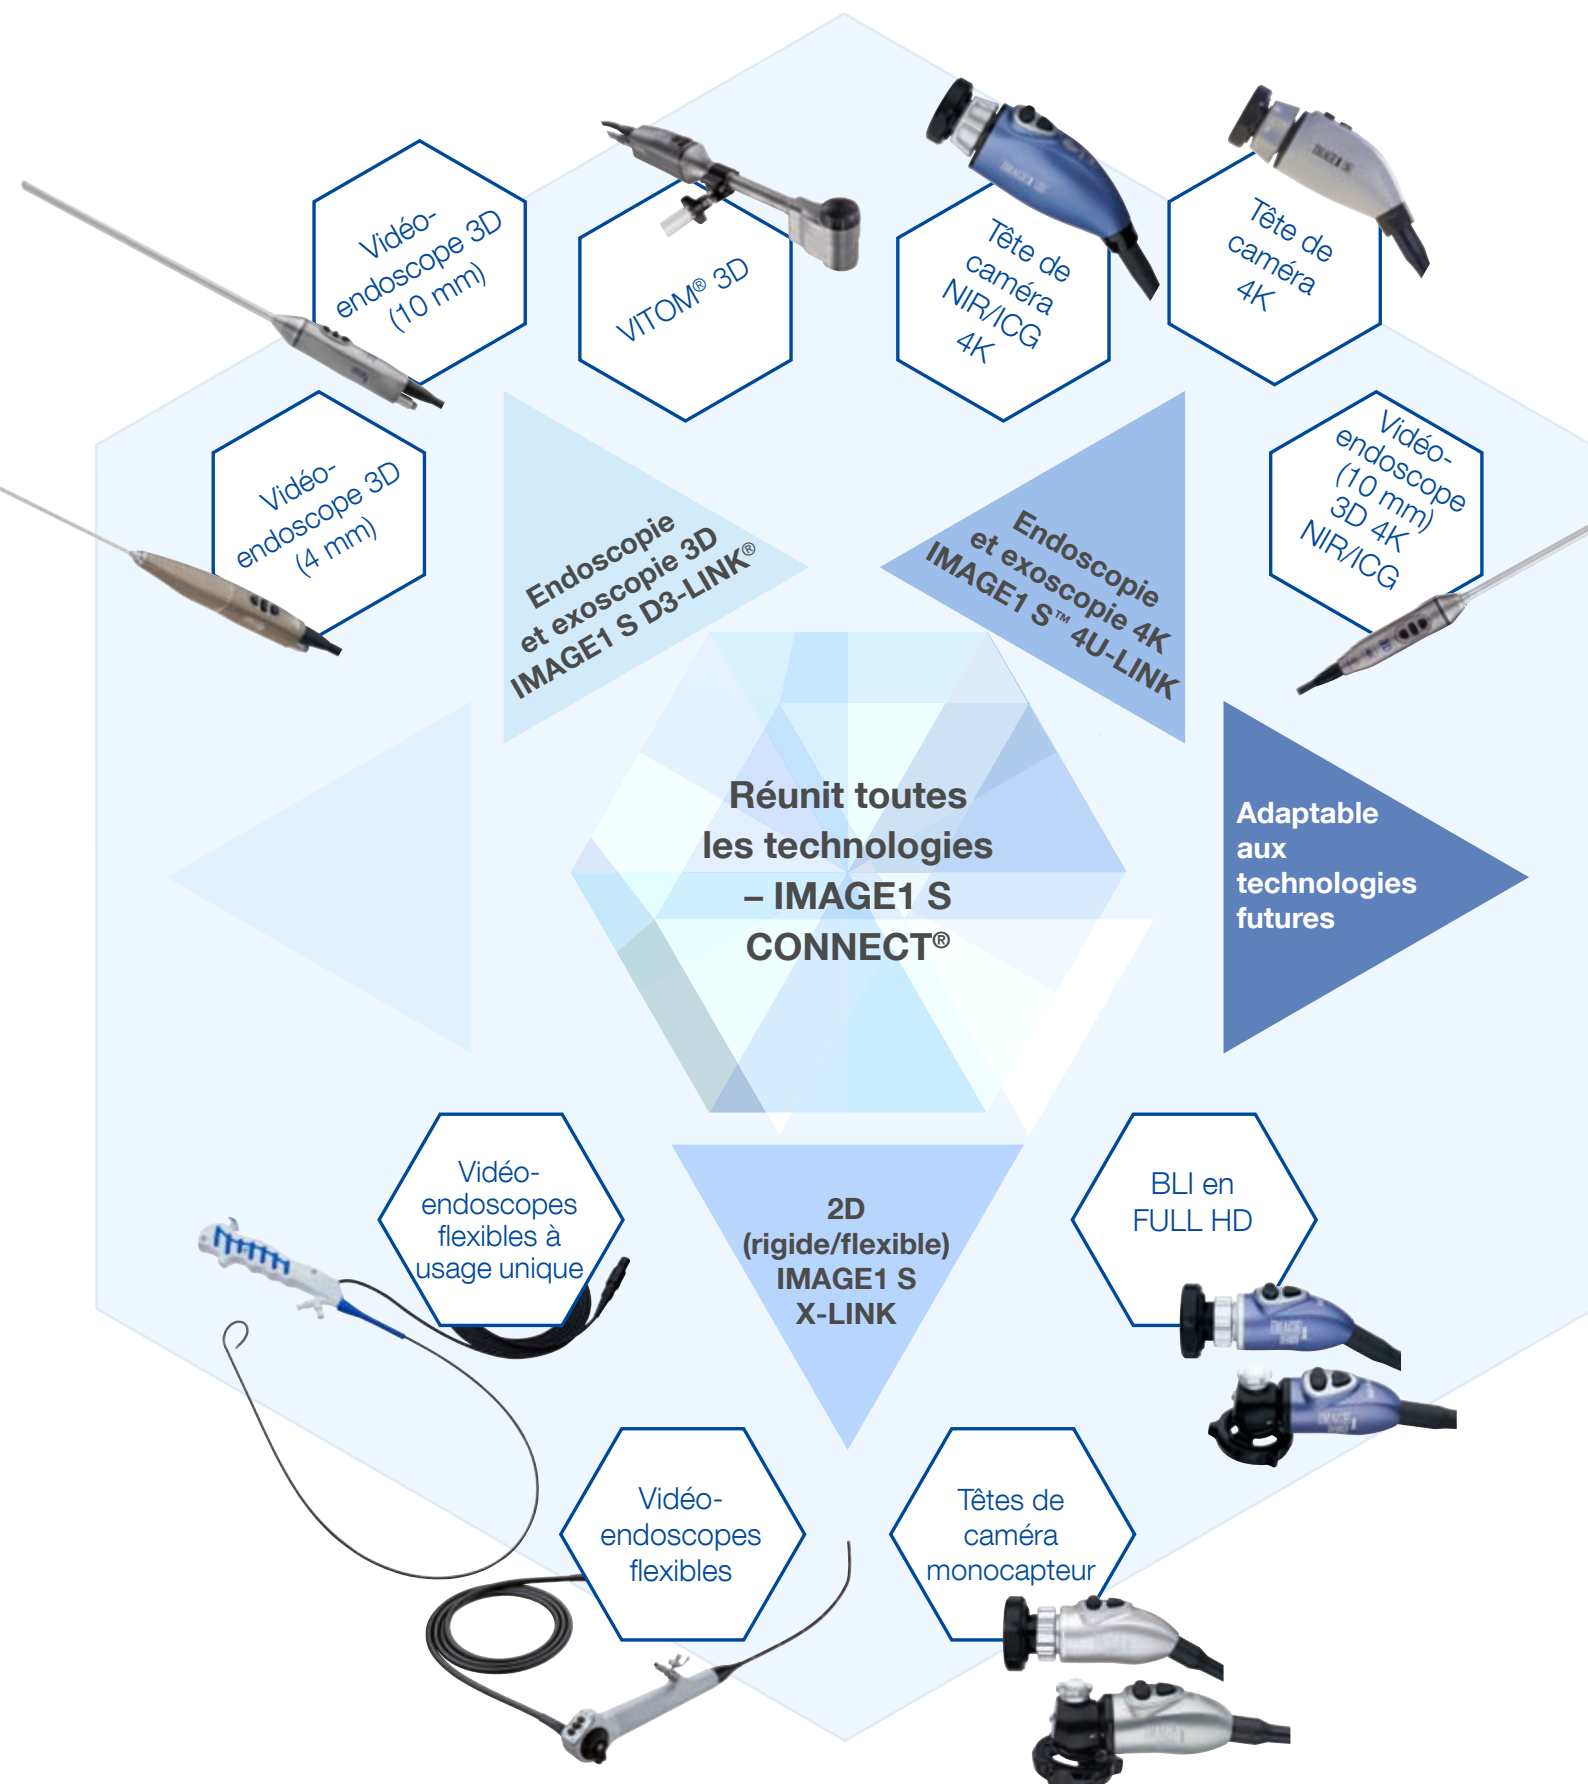 Vidéo-
endoscope 3D
(10 mm)
VITOM® 3D
Tête de
caméra
NIR/ICG
4K
Tête de
caméra
4K
Vidéo-
endoscope 3D
(4 mm)
Endoscopie
et exoscopie 3D
IMAGE1 S D3-LINK®
Endoscopie
et exoscopie 4K
IMAGE1 S™ 4U-LINK
Vidéo-
endoscope
(10 mm)
3D 4K
NIR/ICG
Réunit toutes
les technologies
– IMAGE1 S
CONNECT®
Adaptable
aux
technologies
futures
Vidéo-
endoscopes
flexibles à
usage unique
2D
(rigide/flexible)
IMAGE1 S
X-LINK
BLI en
FULL HD
Vidéo-
endoscopes
flexibles
Têtes de
caméra
monocapteur